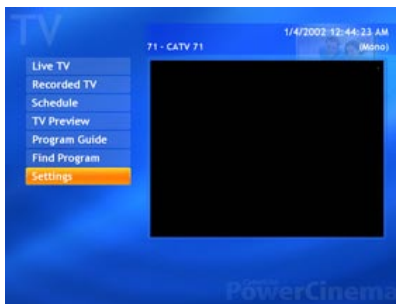 TV
1/4/2002 12:44:23 AM
71 - CATV 71
(Mono)
Live TV
Recorded TV
Schedule
TV Preview
Program Guide
Find Program
Settings
PowerCinema